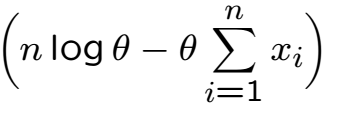 (n log θ − θ ∑_{i=1}^{n} x_i)